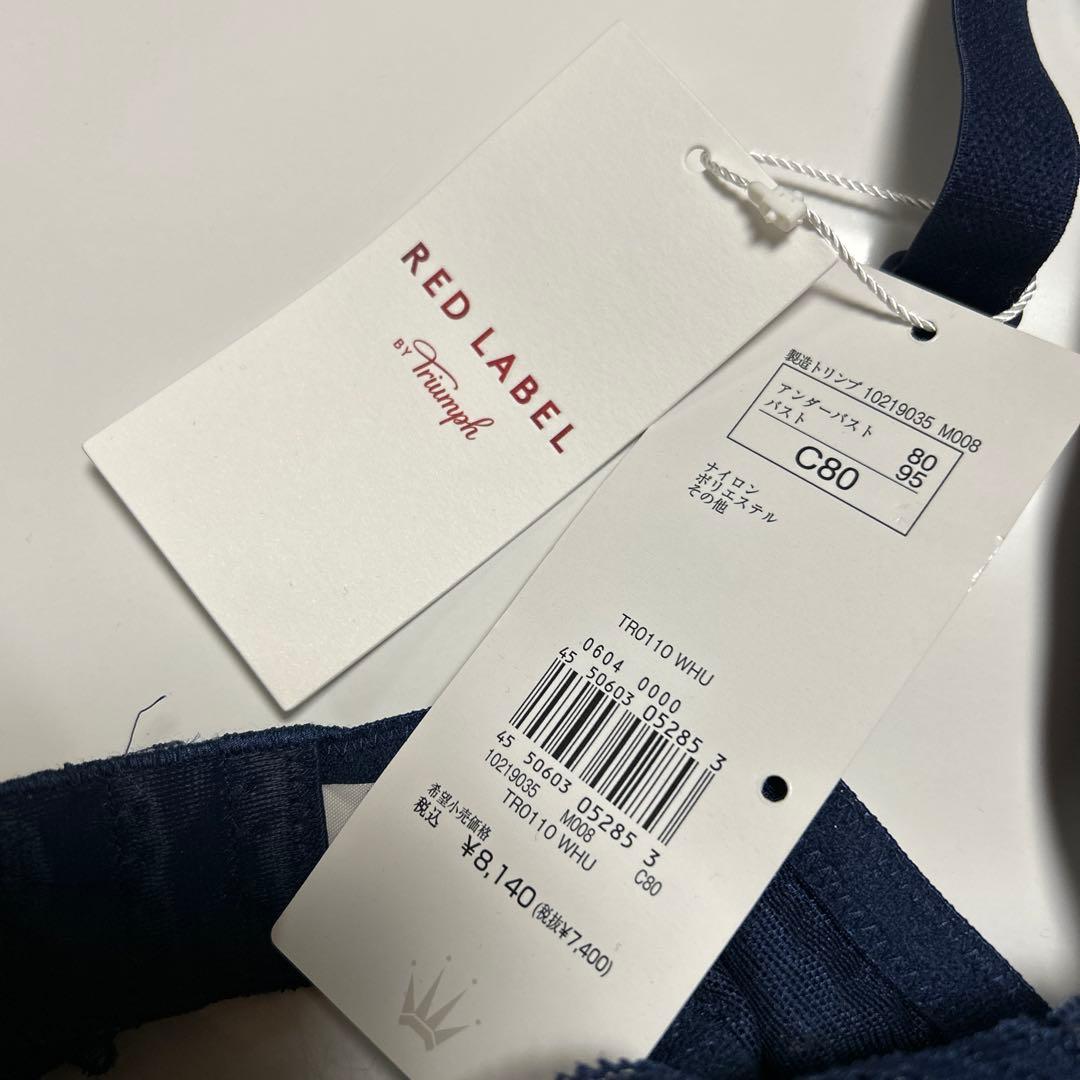 RED LABEL
BY Triumph
製造トリンプ 10219035 M008
アンダーバスト 80
バスト 95
C80
ナイロン
ポリエステル
その他
TR0110 WHU
0604 0000
45 50603 05285 3
45 50603 05285 3
10219035 M008 C80
TR0110 WHU
希望小売価格
税込 ¥8,140 (税抜¥7,400)